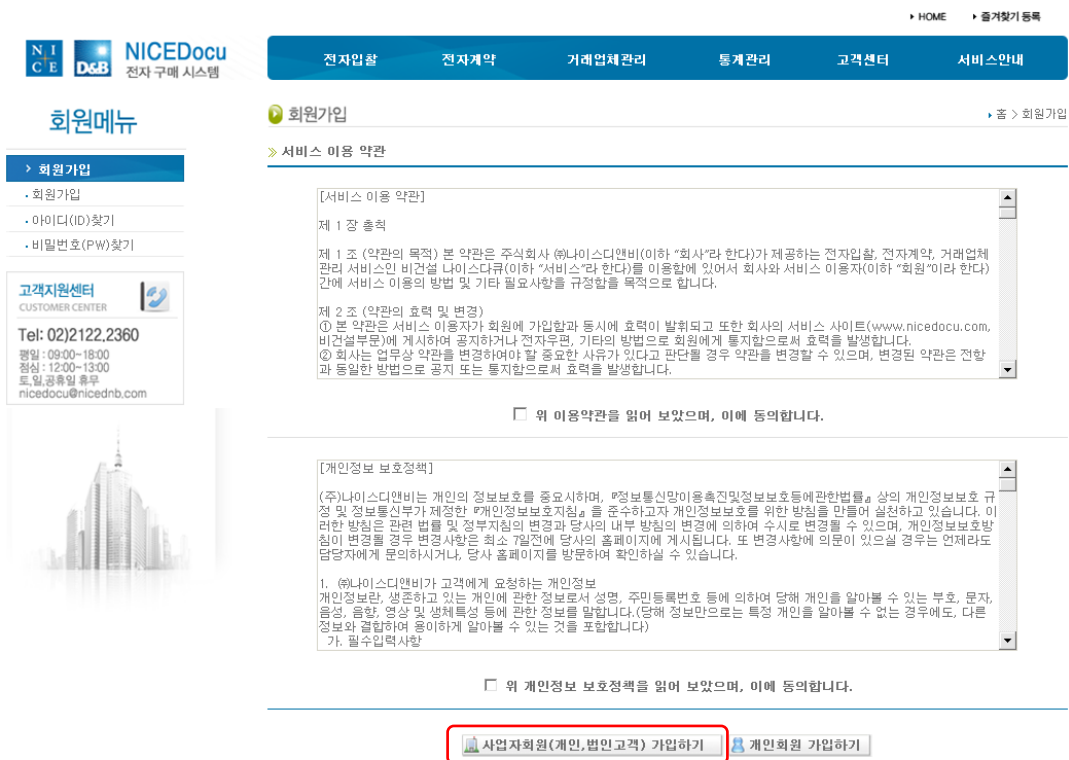 HOME 즐겨찾기 등록
NICE D&B NICEDocu
전자 구매 시스템
전자입찰 전자계약 거래업체관리 통계관리 고객센터 서비스안내
회원메뉴
> 회원가입
· 회원가입
· 아이디(ID)찾기
· 비밀번호(PW)찾기
고객지원센터
CUSTOMER CENTER
Tel: 02)2122.2360
평일 : 09:00~18:00
점심 : 12:00~13:00
토,일,공휴일 휴무
nicedocu@nicednb.com
회원가입
홈 > 회원가입
서비스 이용 약관
[서비스 이용 약관]
제 1 장 총칙
제 1 조 (약관의 목적) 본 약관은 주식회사 ㈜나이스디앤비(이하 “회사”라 한다)가 제공하는 전자입찰, 전자계약, 거래업체
관리 서비스인 비건설 나이스다큐(이하 “서비스”라 한다)를 이용함에 있어서 회사와 서비스 이용자(이하 “회원”이라 한다)
간에 서비스 이용의 방법 및 기타 필요사항을 규정함을 목적으로 합니다.
제 2 조 (약관의 효력 및 변경)
① 본 약관은 서비스 이용자가 회원에 가입함과 동시에 효력이 발휘되고 또한 회사의 서비스 사이트(www.nicedocu.com,
비건설부문)에 게시하여 공지하거나 전자우편, 기타의 방법으로 회원에게 통지함으로써 효력을 발생합니다.
② 회사는 업무상 약관을 변경하여야 할 중요한 사유가 있다고 판단될 경우 약관을 변경할 수 있으며, 변경된 약관은 전항
과 동일한 방법으로 공지 또는 통지함으로써 효력을 발생합니다.
위 이용약관을 읽어 보았으며, 이에 동의합니다.
[개인정보 보호정책]
(주)나이스디앤비는 개인의 정보보호를 중요시하며, 『정보통신망이용촉진및정보보호등에관한법률』 상의 개인정보보호 규
정 및 정보통신부가 제정한 『개인정보보호지침』 을 준수하고자 개인정보보호를 위한 방침을 만들어 실천하고 있습니다. 이
러한 방침은 관련 법률 및 정부지침의 변경과 당사의 내부 방침의 변경에 의하여 수시로 변경될 수 있으며, 개인정보보호방
침이 변경될 경우 변경사항은 최소 7일전에 당사의 홈페이지에 게시됩니다. 또 변경사항에 의문이 있으실 경우는 언제라도
담당자에게 문의하시거나, 당사 홈페이지를 방문하여 확인하실 수 있습니다.
1. ㈜나이스디앤비가 고객에게 요청하는 개인정보
개인정보란, 생존하고 있는 개인에 관한 정보로서 성명, 주민등록번호 등에 의하여 당해 개인을 알아볼 수 있는 부호, 문자,
음성, 음향, 영상 및 생체특성 등에 관한 정보를 말합니다.(당해 정보만으로는 특정 개인을 알아볼 수 없는 경우에도, 다른
정보와 결합하여 용이하게 알아볼 수 있는 것을 포함합니다)
가. 필수입력사항
위 개인정보 보호정책을 읽어 보았으며, 이에 동의합니다.
사업자회원(개인,법인고객) 가입하기 개인회원 가입하기